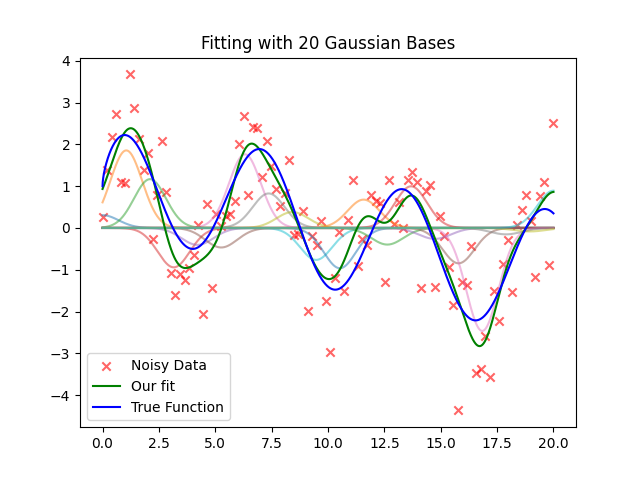 Fitting with 20 Gaussian Bases
4
3
2
1
0
−1
−2
−3
−4
Noisy Data
Our fit
True Function
0.0 2.5 5.0 7.5 10.0 12.5 15.0 17.5 20.0